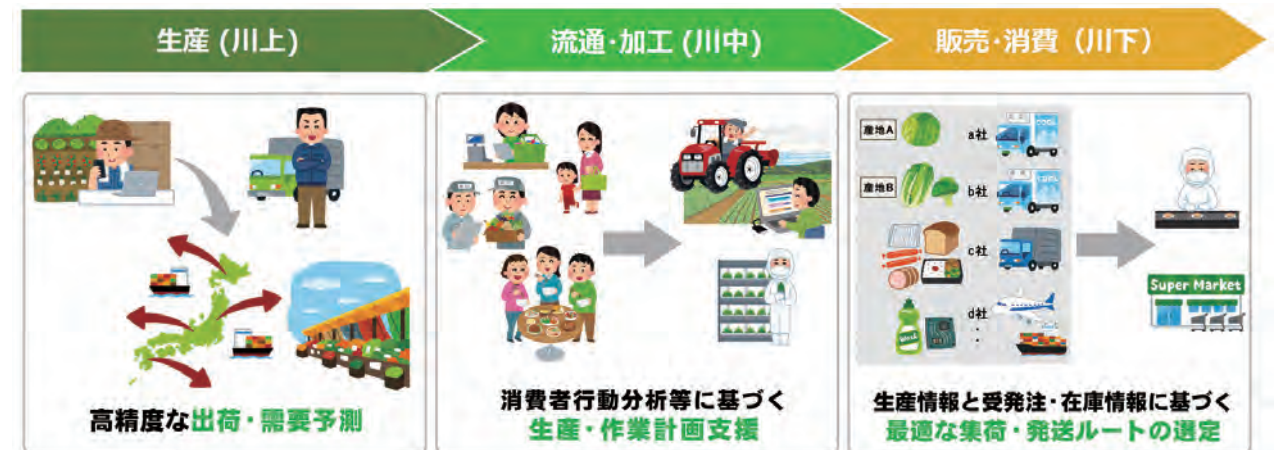 生産 (川上)
流通・加工 (川中)
販売・消費（川下）
高精度な出荷・需要予測
消費者行動分析等に基づく
生産・作業計画支援
産地A
a社
産地B
b社
c社
d社
・
・
Super Market
生産情報と受発注・在庫情報に基づく
最適な集荷・発送ルートの選定